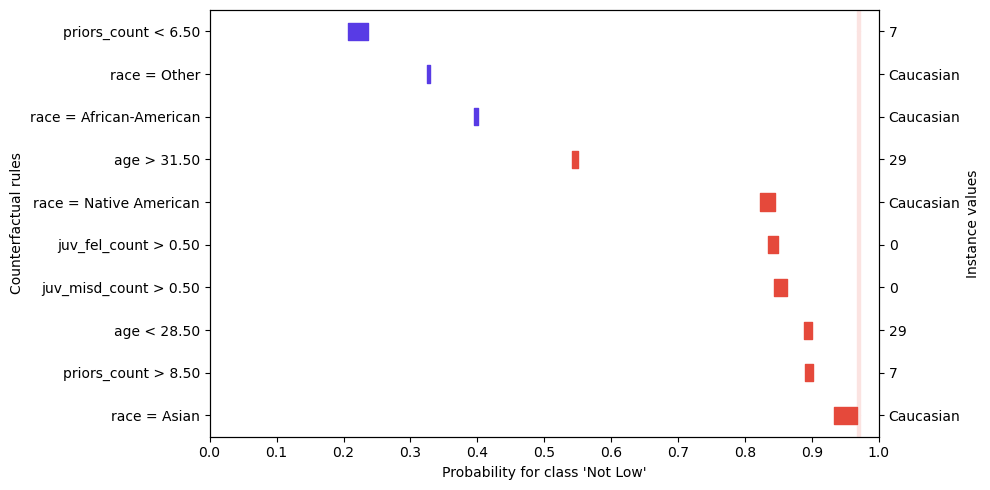 Counterfactual rules
priors_count < 6.50
7
race = Other
Caucasian
race = African-American
Caucasian
age > 31.50
29
race = Native American
Caucasian
juv_fel_count > 0.50
0
juv_misd_count > 0.50
0
age < 28.50
29
priors_count > 8.50
7
race = Asian
Caucasian
Instance values
0.0 0.1 0.2 0.3 0.4 0.5 0.6 0.7 0.8 0.9 1.0
Probability for class 'Not Low'